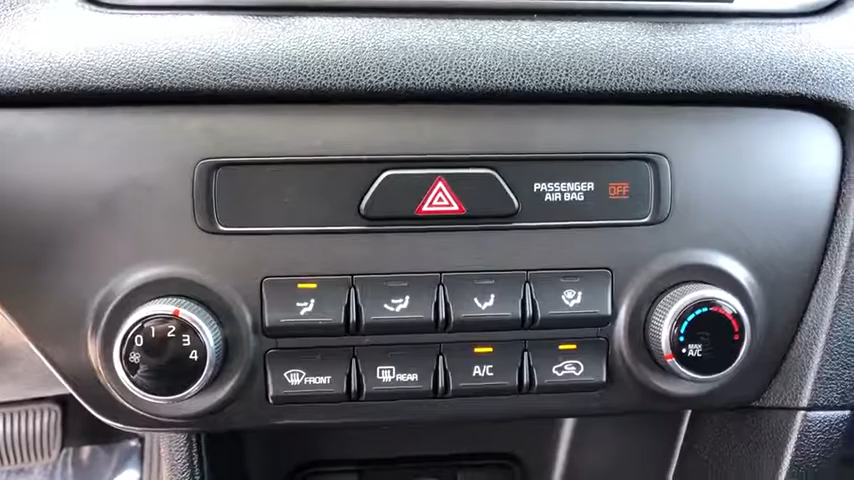 PASSENGER
AIR BAG
OFF
0 1 2 3 4
FRONT
REAR
A/C
MAX
A/C